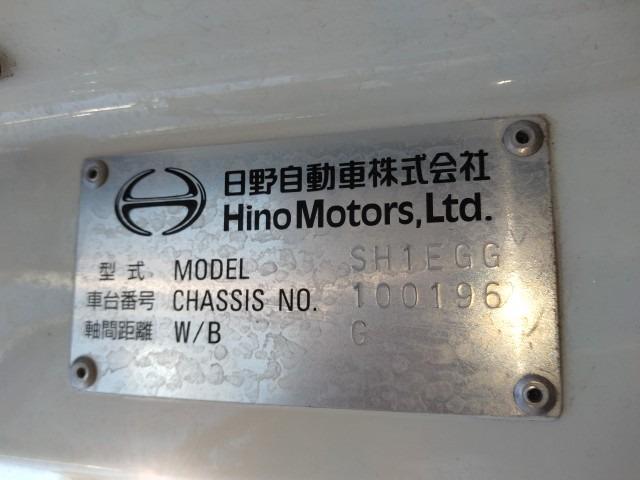 日野自動車株式会社
Hino Motors, Ltd.
型式 MODEL SH1EGG
車台番号 CHASSIS NO. 100196
軸間距離 W/B G